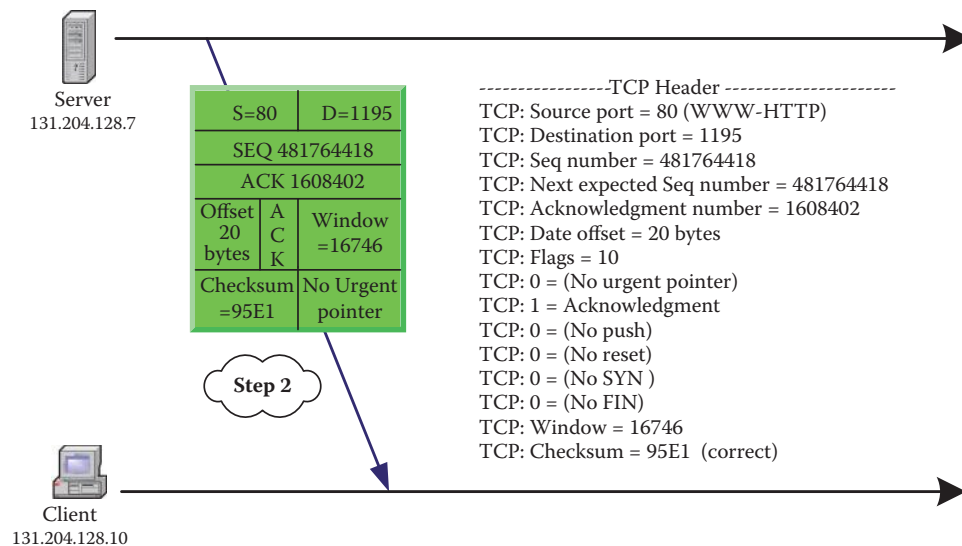 Server
131.204.128.7
S=80
D=1195
SEQ 481764418
ACK 1608402
Offset
20
bytes
A
C
K
Window
=16746
Checksum
=95E1
No Urgent
pointer
Step 2
Client
131.204.128.10
-----------------TCP Header ----------------------
TCP: Source port = 80 (WWW-HTTP)
TCP: Destination port = 1195
TCP: Seq number = 481764418
TCP: Next expected Seq number = 481764418
TCP: Acknowledgment number = 1608402
TCP: Date offset = 20 bytes
TCP: Flags = 10
TCP: 0 = (No urgent pointer)
TCP: 1 = Acknowledgment
TCP: 0 = (No push)
TCP: 0 = (No reset)
TCP: 0 = (No SYN )
TCP: 0 = (No FIN)
TCP: Window = 16746
TCP: Checksum = 95E1 (correct)